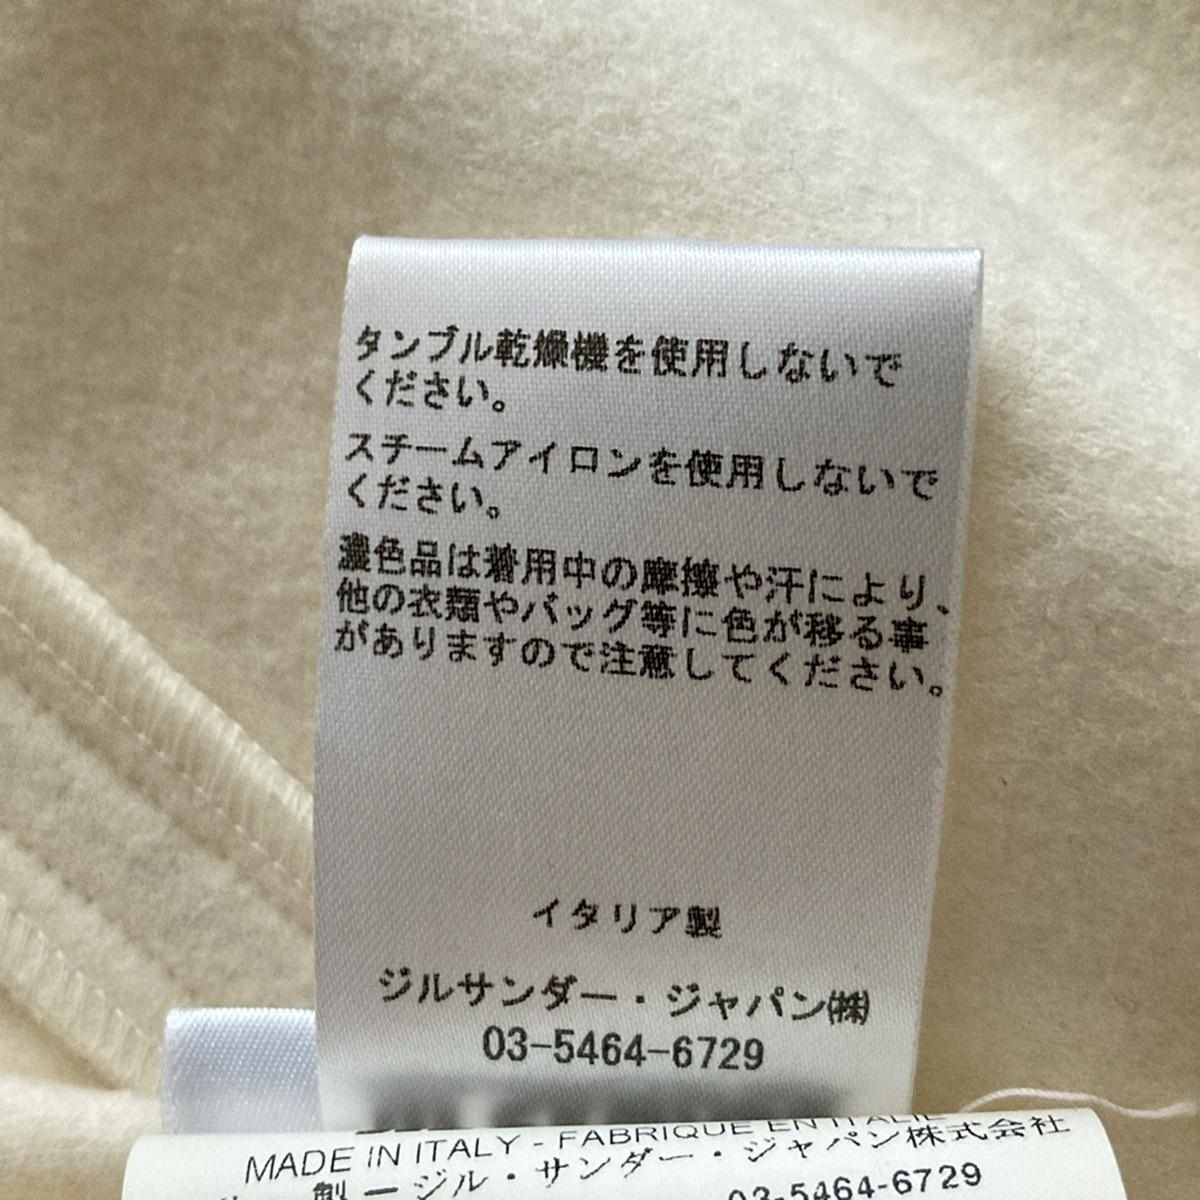 タンブル乾燥機を使用しないで
ください。
スチームアイロンを使用しないで
ください。
濃色品は着用中の摩擦や汗により、
他の衣類やバッグ等に色が移る事
がありますので注意してください。
イタリア製
ジルサンダー・ジャパン㈱
03-5464-6729
MADE IN ITALY - FABRIQUE EN ITALIE
製 ージル・サンダー・ジャパン株式会社
03-5464-6729